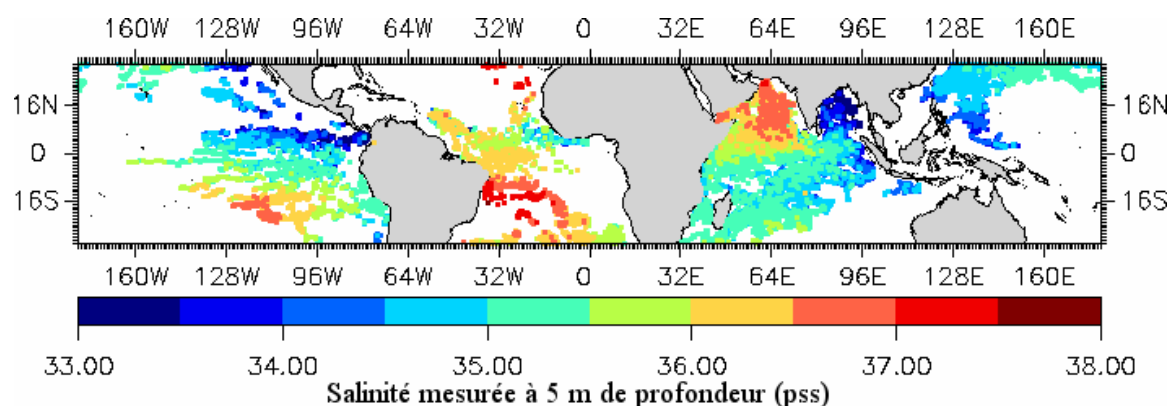 160W 128W 96W 64W 32W 0 32E 64E 96E 128E 160E
16N 16N
0 0
16S 16S
160W 128W 96W 64W 32W 0 32E 64E 96E 128E 160E
33.00 34.00 35.00 36.00 37.00 38.00
Salinité mesurée à 5 m de profondeur (pss)